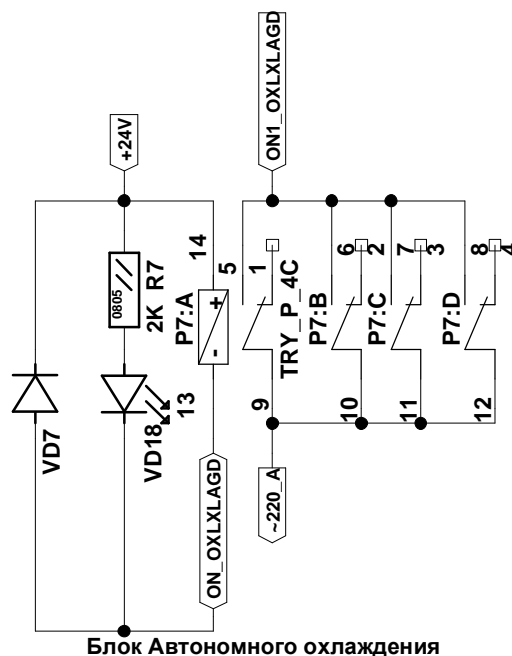 ON1_OXLXLAGD
+24V
14
5
1
6
2
7
3
8
4
0805
2K R7
P7:A
+
-
TRY_P_4C
P7:B
P7:C
P7:D
VD7
VD18
13
9
10
11
12
ON_OXLXLAGD
~220_A
Блок Автономного охлаждения